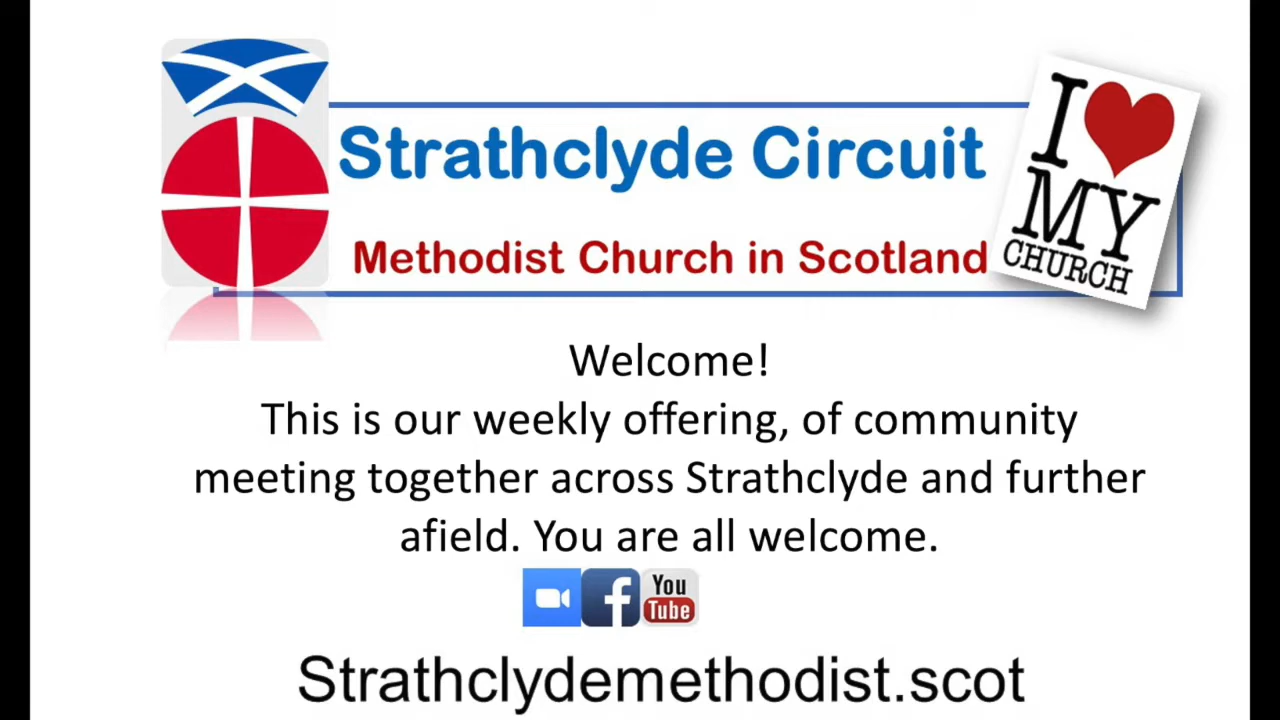 Strathclyde Circuit
I
MY
CHURCH
Methodist Church in Scotland
Welcome!
This is our weekly offering, of community
meeting together across Strathclyde and further
afield. You are all welcome.
f
You
Tube
Strathclydemethodist.scot